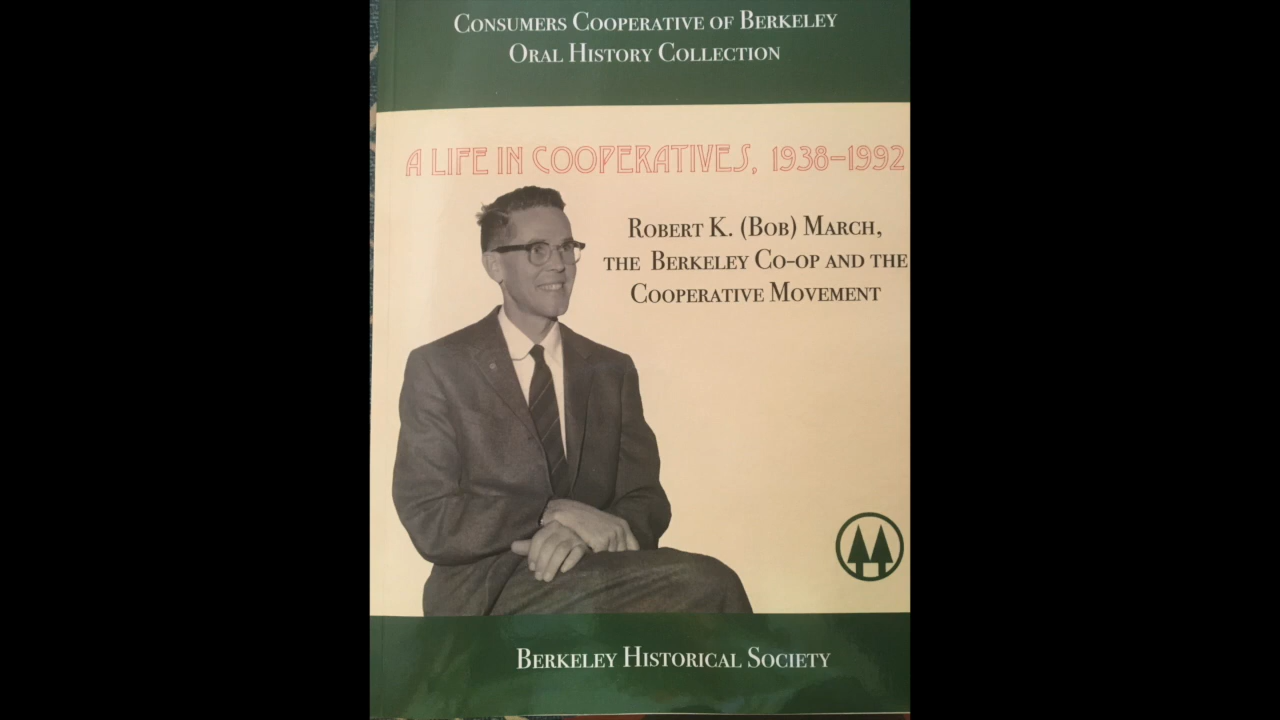 Consumers Cooperative of Berkeley
Oral History Collection
A LIFE IN COOPERATIVES, 1938–1992
Robert K. (Bob) March,
the Berkeley Co-op and the
Cooperative Movement
Berkeley Historical Society